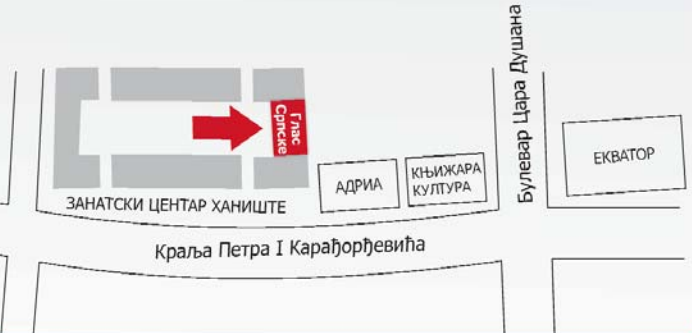 Булевар Цара Душана
Глас
Српске
ЕКВАТОР
АДРИА
КЊИЖАРА
КУЛТУРА
ЗАНАТСКИ ЦЕНТАР ХАНИШТЕ
Краља Петра I Карађорђевића